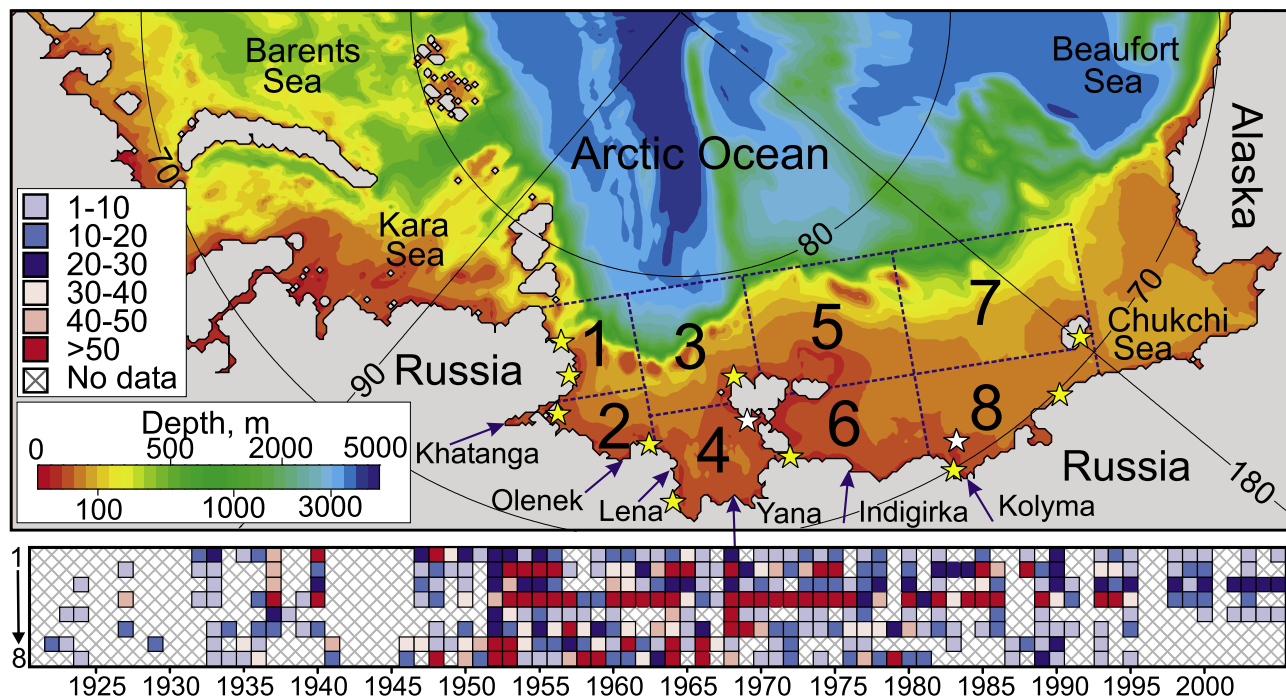 Barents
Sea
Beaufort
Sea
Arctic Ocean
Alaska
70
Kara
Sea
80
70
Chukchi
Sea
1-10
10-20
20-30
30-40
40-50
>50
No data
90
Russia
1
3
5
7
2
4
6
8
Russia
180
Depth, m
0 500 2000 5000
100 1000 3000
Khatanga
Olenek
Lena
Yana
Indigirka
Kolyma
1
8
1925 1930 1935 1940 1945 1950 1955 1960 1965 1970 1975 1980 1985 1990 1995 2000